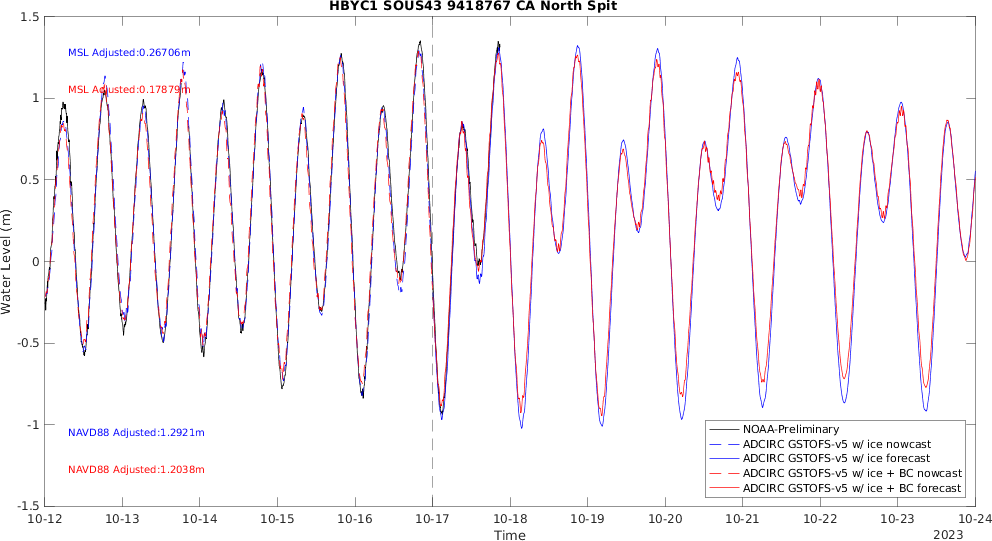 HBYC1 SOUS43 9418767 CA North Spit
1.5
MSL Adjusted:0.26706m
1
MSL Adjusted:0.17879m
0.5
Water Level (m)
0
-0.5
-1
NAVD88 Adjusted:1.2921m
NAVD88 Adjusted:1.2038m
-1.5
NOAA-Preliminary
ADCIRC GSTOFS-v5 w/ ice nowcast
ADCIRC GSTOFS-v5 w/ ice forecast
ADCIRC GSTOFS-v5 w/ ice + BC nowcast
ADCIRC GSTOFS-v5 w/ ice + BC forecast
10-12 10-13 10-14 10-15 10-16 10-17 10-18 10-19 10-20 10-21 10-22 10-23 10-24
Time
2023